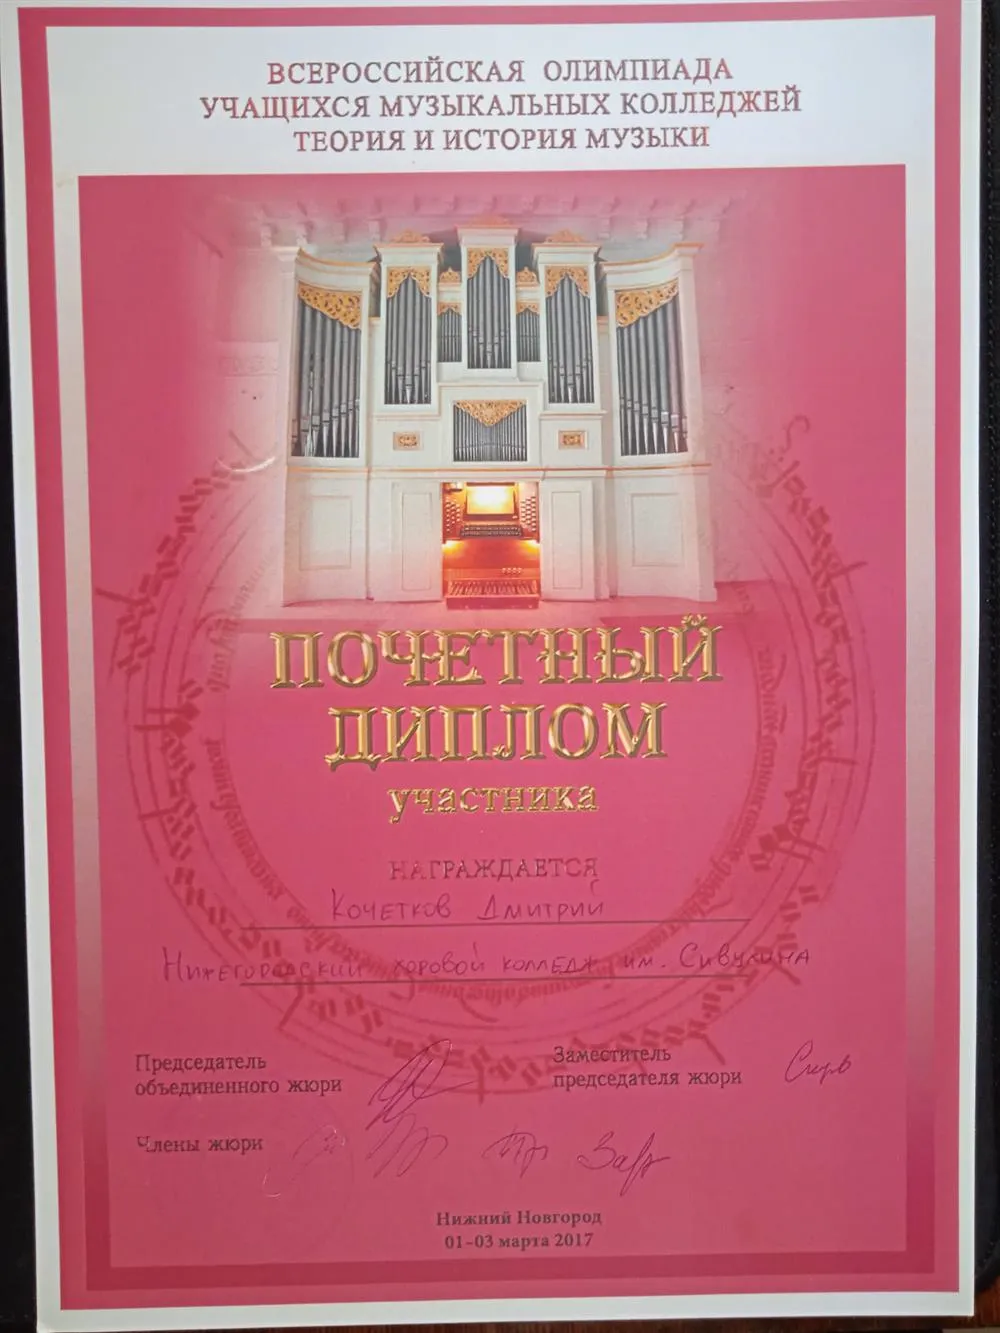 ВСЕРОССИЙСКАЯ ОЛИМПИАДА
УЧАЩИХСЯ МУЗЫКАЛЬНЫХ КОЛЛЕДЖЕЙ
ТЕОРИЯ И ИСТОРИЯ МУЗЫКИ
ПОЧЕТНЫЙ
ДИПЛОМ
участника
НАГРАЖДАЕТСЯ
Кочетков Дмитрий
Нижегородский хоровой колледж им. Сивухина
Председатель
объединенного жюри
Заместитель
председателя жюри
Члены жюри
Нижний Новгород
01–03 марта 2017